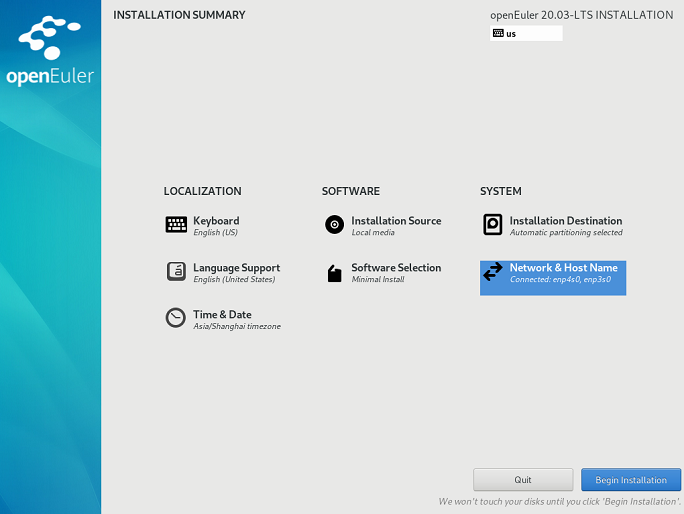 openEuler
INSTALLATION SUMMARY
openEuler 20.03-LTS INSTALLATION
us
LOCALIZATION
Keyboard
English (US)
Language Support
English (United States)
Time & Date
Asia/Shanghai timezone
SOFTWARE
Installation Source
Local media
Software Selection
Minimal Install
SYSTEM
Installation Destination
Automatic partitioning selected
Network & Host Name
Connected: enp4s0, enp3s0
Quit
Begin Installation
We won't touch your disks until you click 'Begin Installation'.